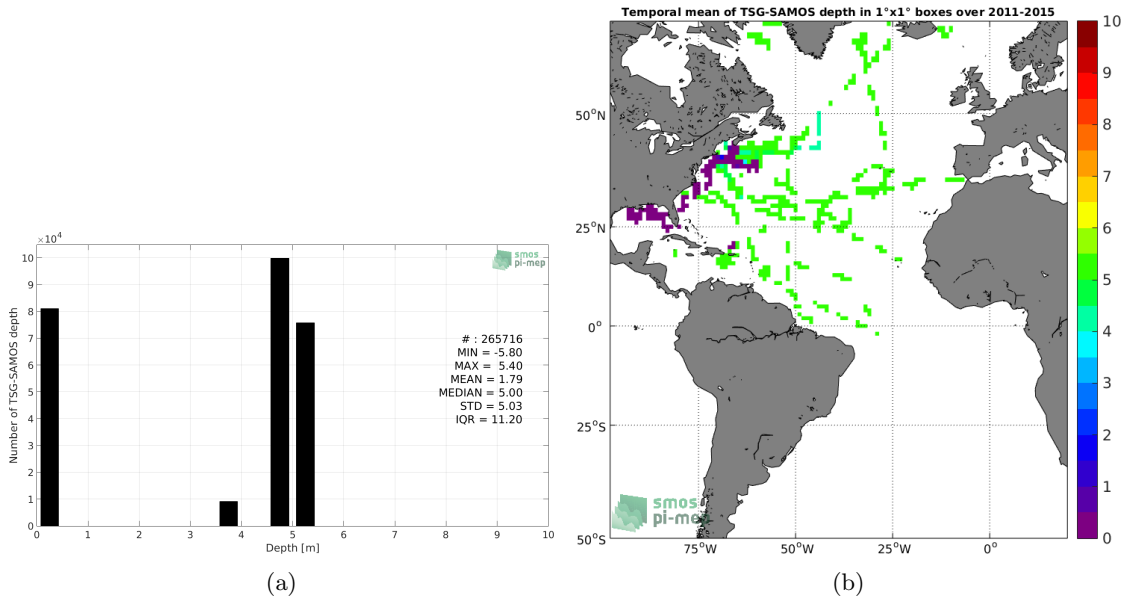 ×10⁴
10
9
8
7
6
5
4
3
2
1
0
Number of TSG-SAMOS depth
smos
pi-mep
# : 265716
MIN = -5.80
MAX = 5.40
MEAN = 1.79
MEDIAN = 5.00
STD = 5.03
IQR = 11.20
0 1 2 3 4 5 6 7 8 9 10
Depth [m]
(a)
Temporal mean of TSG-SAMOS depth in 1°x1° boxes over 2011-2015
50°N
25°N
0°
25°S
50°S
75°W 50°W 25°W 0°
smos
pi-mep
10
9
8
7
6
5
4
3
2
1
0
(b)